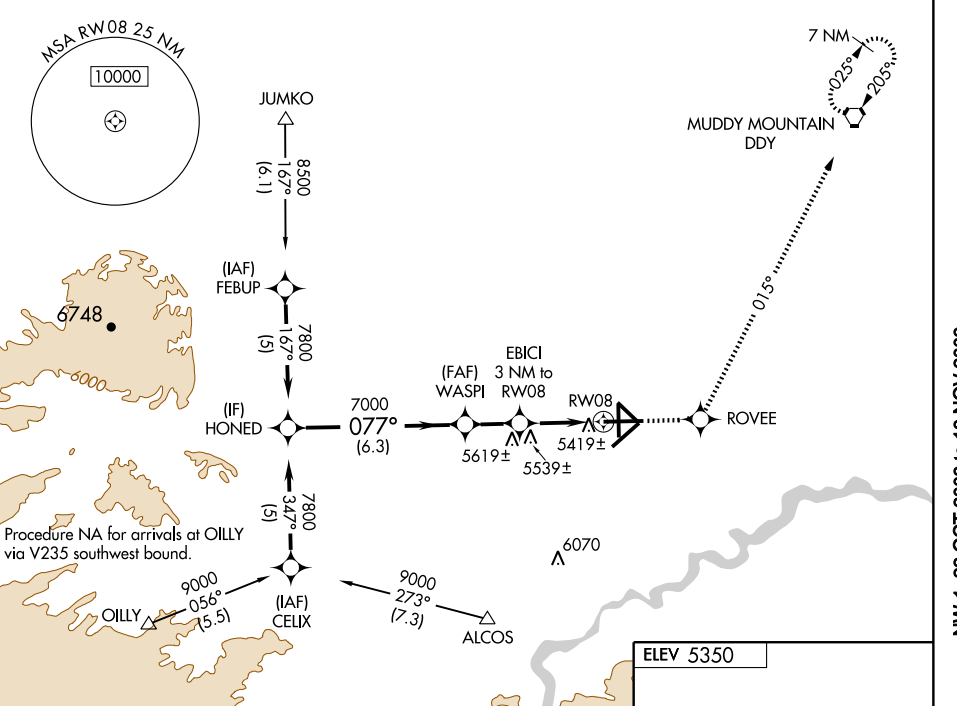 MSA RW08 25 NM
10000
JUMKO
8500
167°
(6.1)
7 NM
025°
205°
MUDDY MOUNTAIN
DDY
015°
(IAF)
FEBUP
6748
6000
7800
167°
(5)
(IF)
HONED
7000
077°
(6.3)
(FAF)
WASPI
EBICI
3 NM to
RW08
RW08
5619±
5539±
5419±
ROVEE
7800
347°
(5)
Procedure NA for arrivals at OILLY
via V235 southwest bound.
6070
9000
056°
(5.5)
OILLY
(IAF)
CELIX
9000
273°
(7.3)
ALCOS
ELEV 5350